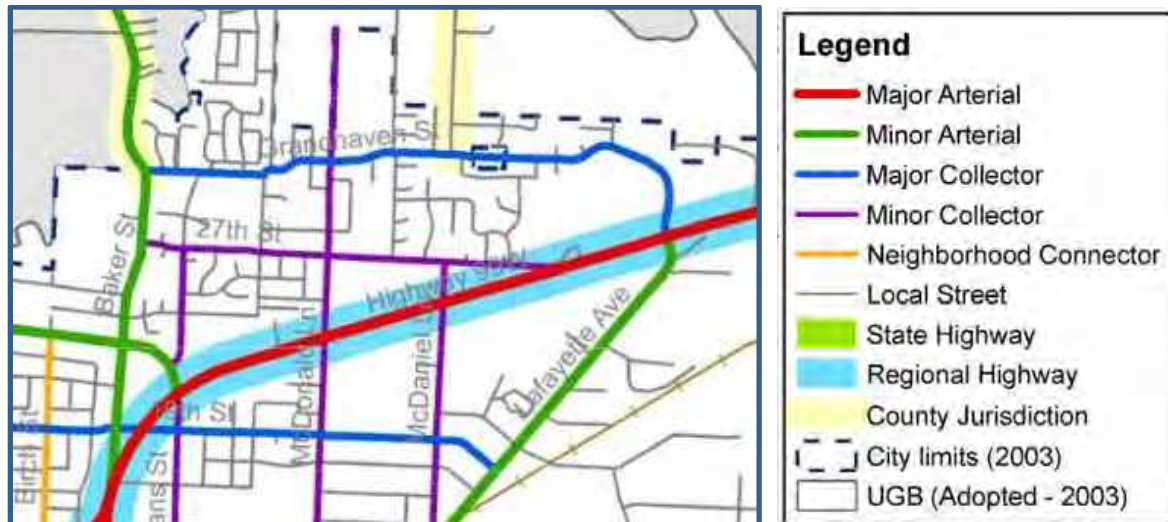 Grandhaven St
27th St
Baker St
Highway 99W
McDonald Ln
McDaniel Ln
Lafayette Ave
19th St
Birch St
ans St
Legend
Major Arterial
Minor Arterial
Major Collector
Minor Collector
Neighborhood Connector
Local Street
State Highway
Regional Highway
County Jurisdiction
City limits (2003)
UGB (Adopted - 2003)